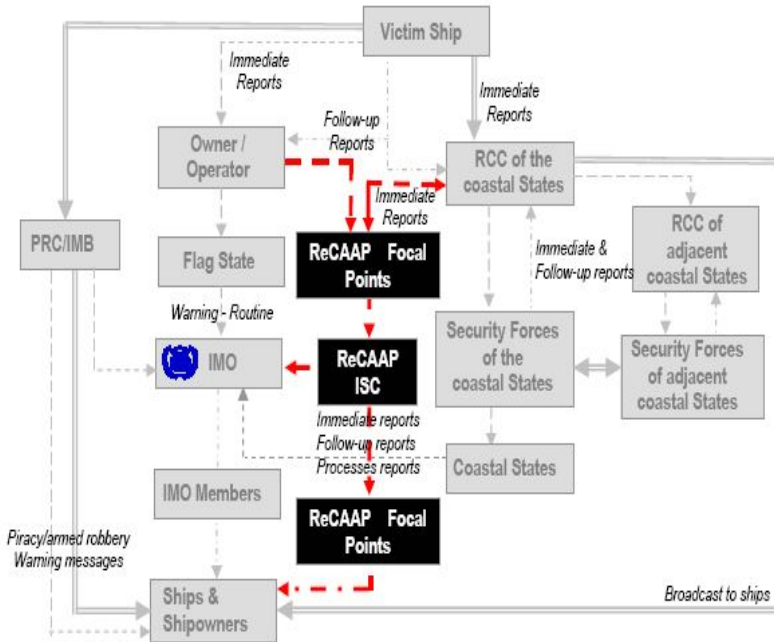 Victim Ship
Immediate
Reports
Immediate
Reports
Follow-up
Reports
Owner /
Operator
RCC of the
coastal States
Immediate
Reports
RCC of
adjacent
coastal States
PRC/IMB
Flag State
ReCAAP Focal
Points
Immediate &
Follow-up reports
Warning - Routine
IMO
ReCAAP
ISC
Security Forces
of the
coastal States
Security Forces
of adjacent
coastal States
Immediate reports
Follow-up reports
Processes reports
Coastal States
IMO Members
ReCAAP Focal
Points
Piracy/armed robbery
Warning messages
Ships &
Shipowners
Broadcast to ships